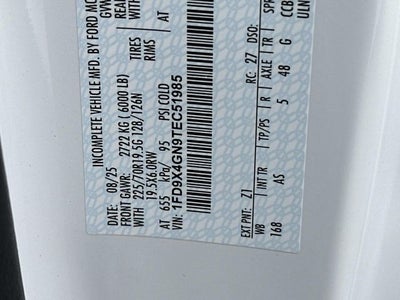 INCOMPLETE VEHICLE MFD. BY FORD MO
DATE: 08/25 GVW
FRONT GAWR: 2722 KG (6000 LB) REAR
WITH 225/70R19.5G 128/126N TIRES
19.5X6.0RW RIMS
AT 655 kPa/ 95 PSI COLD AT
VIN: 1FD9X4GN9TEC51985
EXT PNT: Z1 RC: 27 DSO:
WB INT TR TP/PS AXLE TR SPR
168 AS 5 48 G CCB
ULN